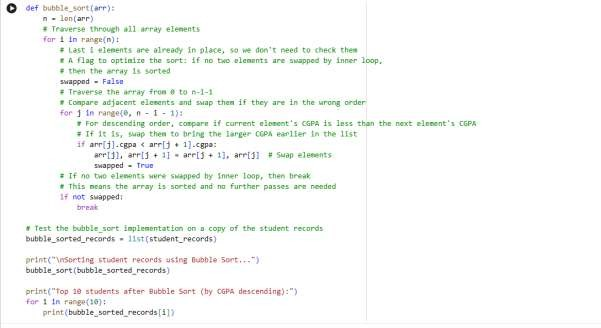 def bubble_sort(arr):
    n = len(arr)
    # Traverse through all array elements
    for i in range(n):
        # Last i elements are already in place, so we don't need to check them
        # A flag to optimize the sort: if no two elements are swapped by inner loop,
        # then the array is sorted
        swapped = False
        # Traverse the array from 0 to n-i-1
        # Compare adjacent elements and swap them if they are in the wrong order
        for j in range(0, n - i - 1):
            # For descending order, compare if current element's CGPA is less than the next element's CGPA
            # If it is, swap them to bring the larger CGPA earlier in the list
            if arr[j].cgpa < arr[j + 1].cgpa:
                arr[j], arr[j + 1] = arr[j + 1], arr[j]  # Swap elements
                swapped = True
        # If no two elements were swapped by inner loop, then break
        # This means the array is sorted and no further passes are needed
        if not swapped:
            break

# Test the bubble_sort implementation on a copy of the student records
bubble_sorted_records = list(student_records)

print("\nSorting student records using Bubble Sort...")
bubble_sort(bubble_sorted_records)

print("Top 10 students after Bubble Sort (by CGPA descending):")
for i in range(10):
    print(bubble_sorted_records[i])